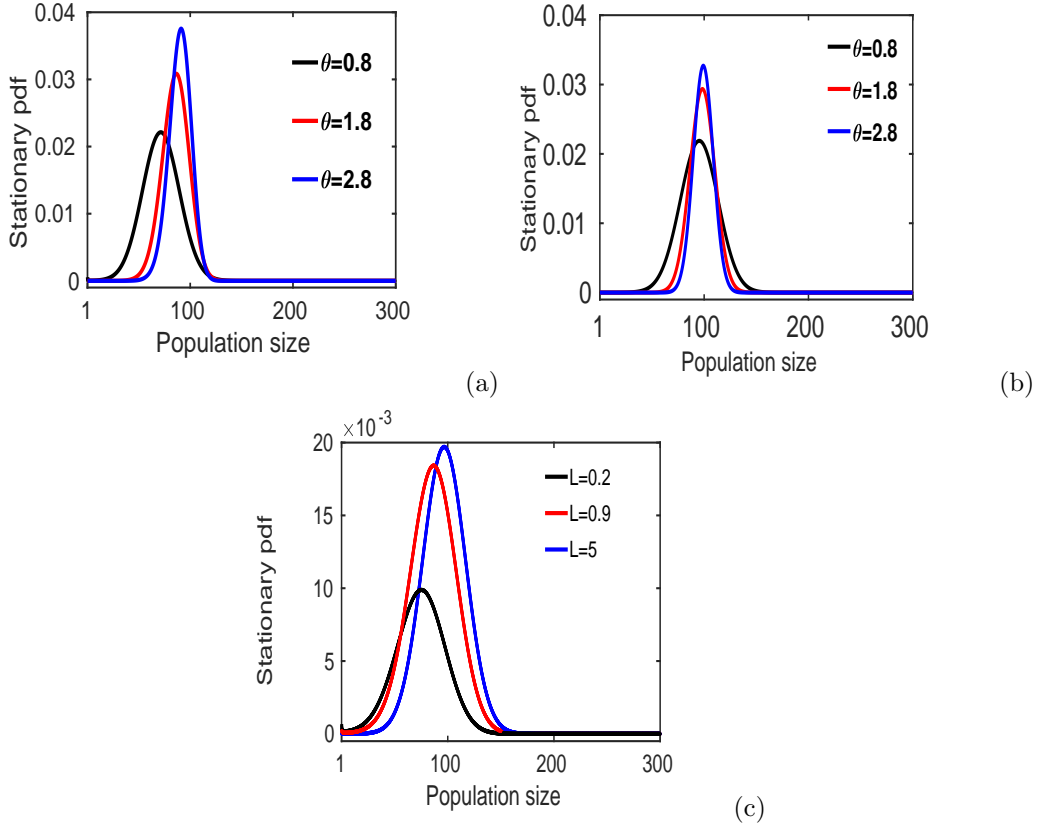 0.04
0.03
0.02
0.01
0
Stationary pdf
θ=0.8
θ=1.8
θ=2.8
1
100
200
300
Population size
(a)
0.04
0.03
0.02
0.01
0
Stationary pdf
θ=0.8
θ=1.8
θ=2.8
1
100
200
300
Population size
(b)
×10⁻³
20
15
10
5
0
Stationary pdf
L=0.2
L=0.9
L=5
1
100
200
300
Population size
(c)